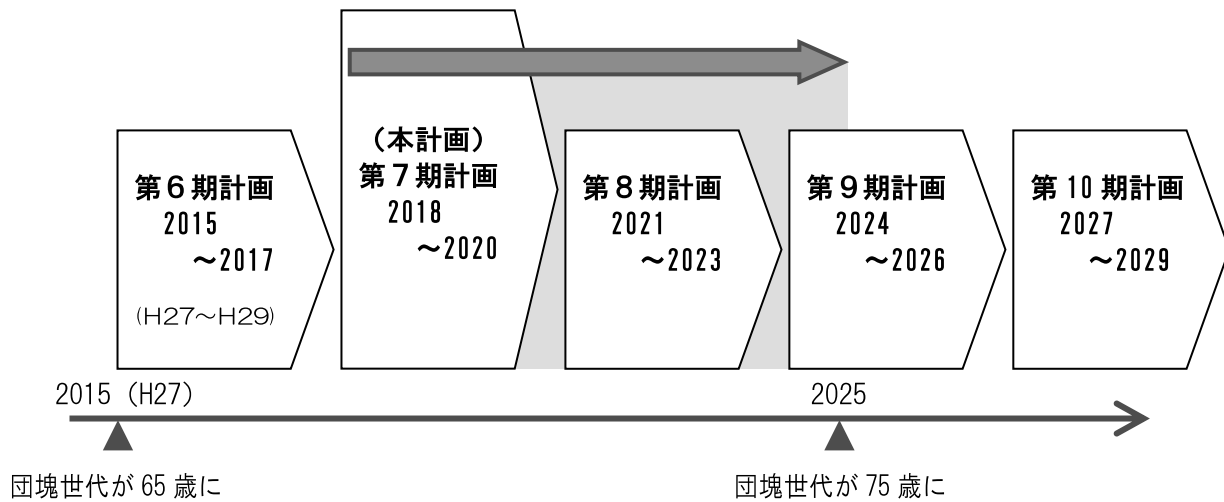 (本計画)
第7期計画
2018
～2020
第6期計画
2015
～2017
(H27～H29)
第8期計画
2021
～2023
第9期計画
2024
～2026
第10期計画
2027
～2029
2015 (H27)
2025
団塊世代が 65 歳に
団塊世代が 75 歳に